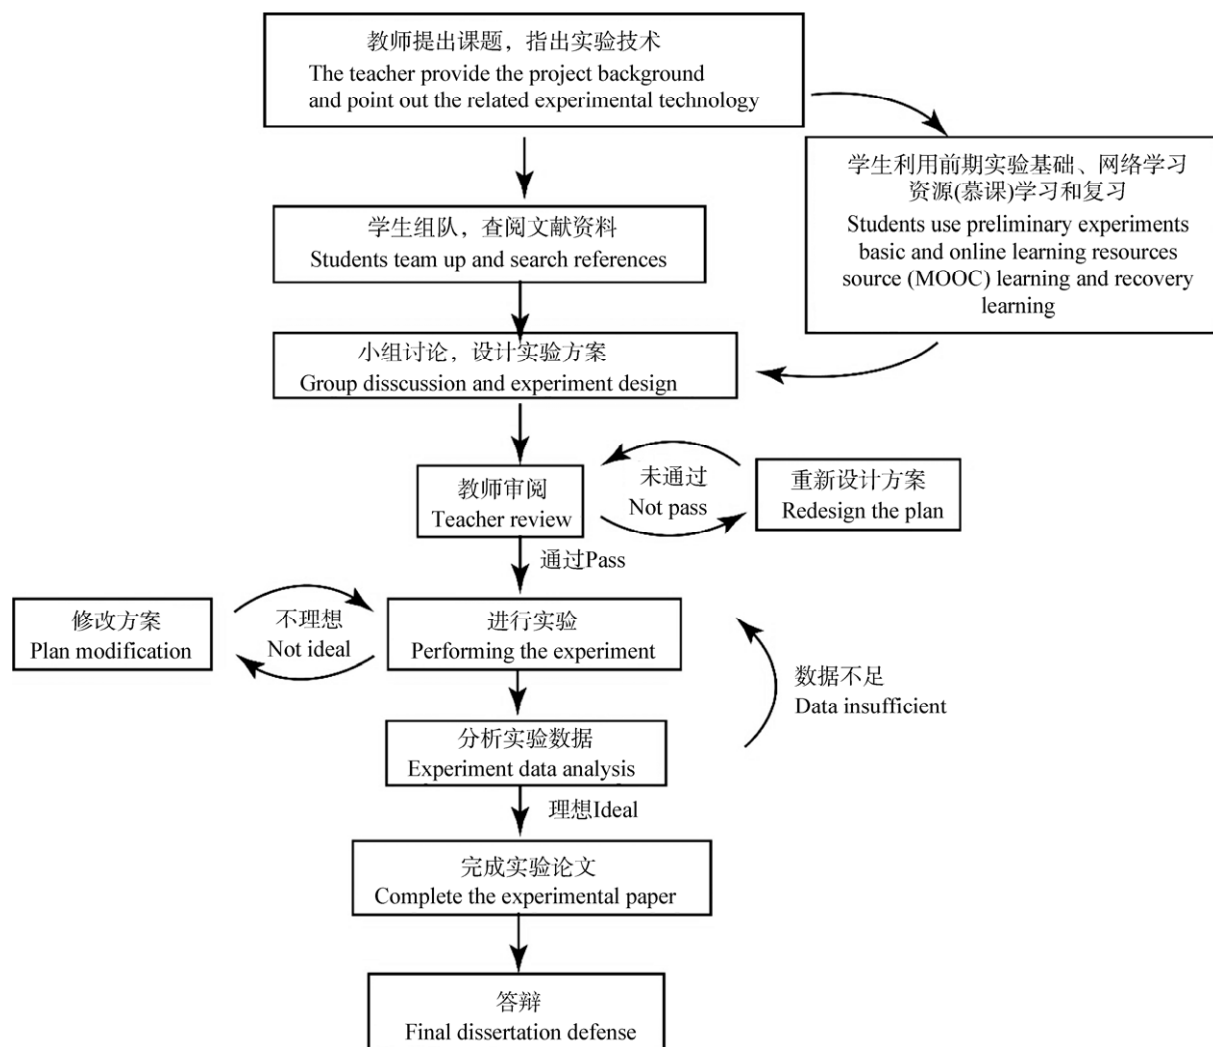 教师提出课题，指出实验技术
The teacher provide the project background
and point out the related experimental technology
学生利用前期实验基础、网络学习
资源(慕课)学习和复习
Students use preliminary experiments
basic and online learning resources
source (MOOC) learning and recovery
learning
学生组队，查阅文献资料
Students team up and search references
小组讨论，设计实验方案
Group disscussion and experiment design
教师审阅
Teacher review
未通过
Not pass
重新设计方案
Redesign the plan
通过Pass
修改方案
Plan modification
不理想
Not ideal
进行实验
Performing the experiment
数据不足
Data insufficient
分析实验数据
Experiment data analysis
理想Ideal
完成实验论文
Complete the experimental paper
答辩
Final dissertation defense